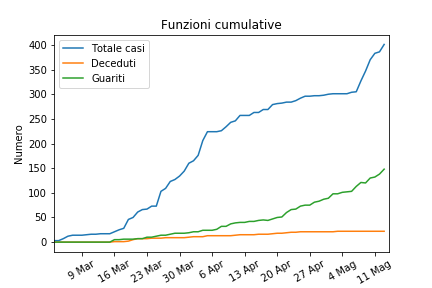 Funzioni cumulative
Totale casi
Deceduti
Guariti
Numero
400
350
300
250
200
150
100
50
0
9 Mar
16 Mar
23 Mar
30 Mar
6 Apr
13 Apr
20 Apr
27 Apr
4 Mag
11 Mag